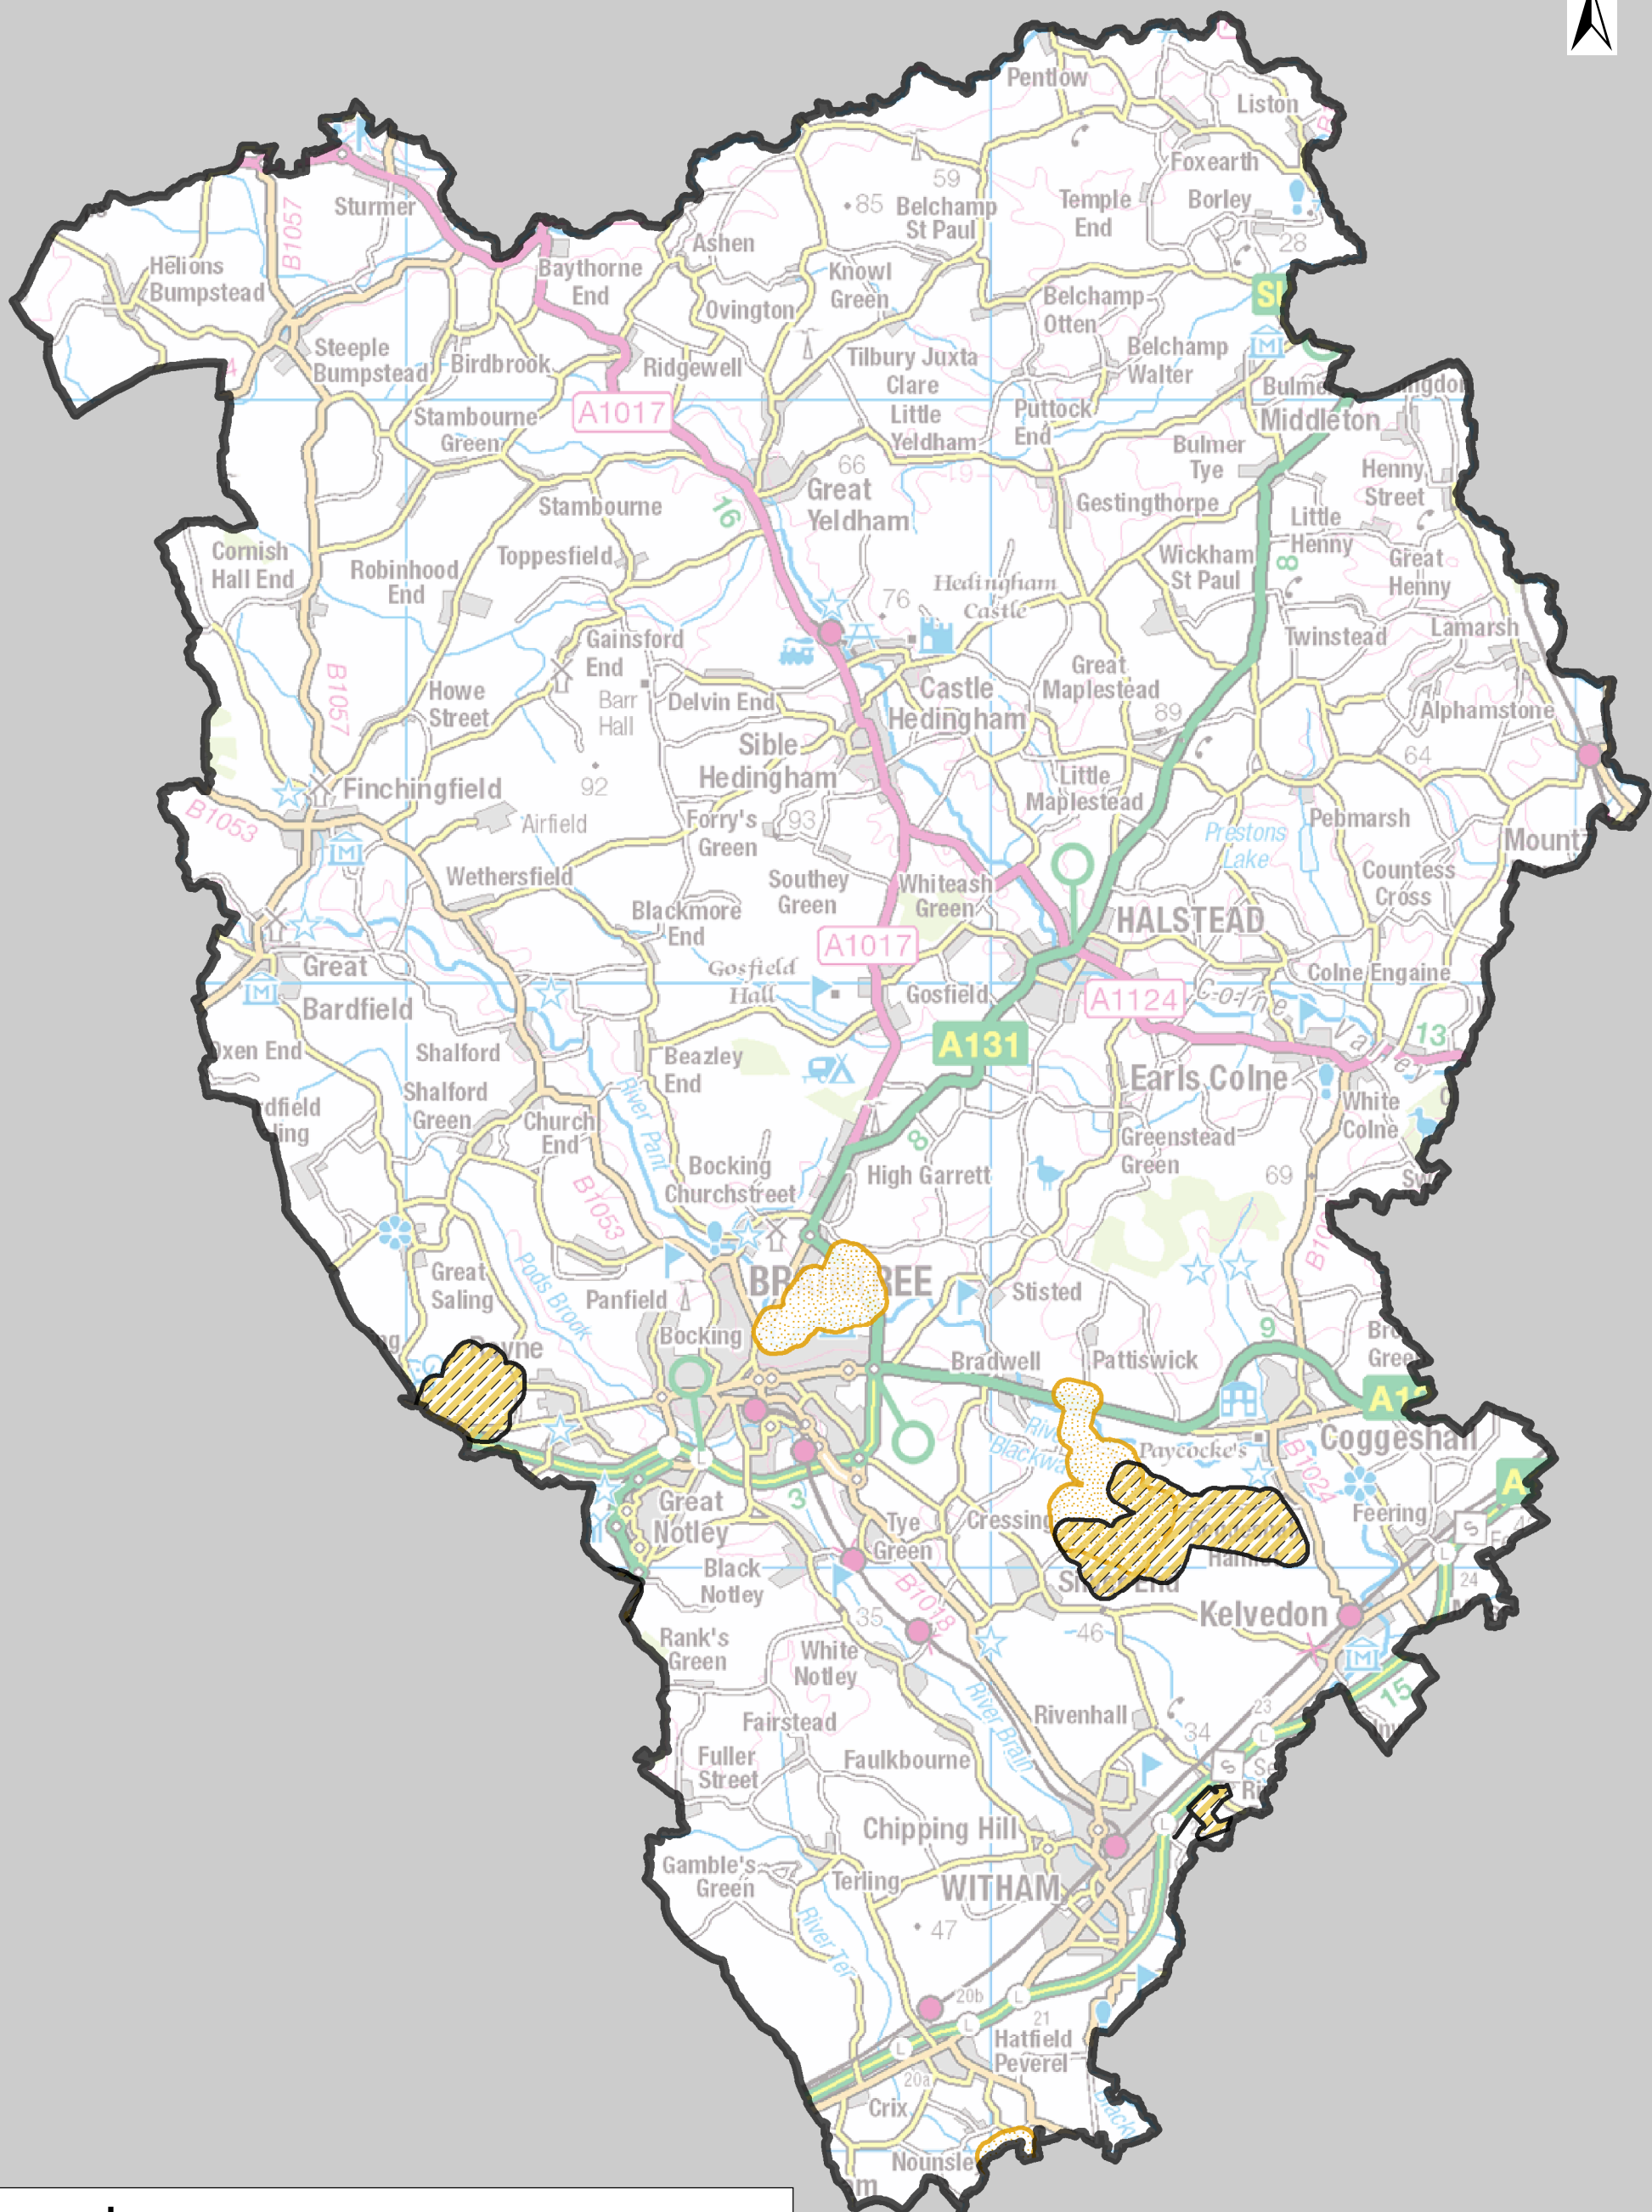 Pentlow
Liston
Foxearth
59
85
Belchamp
St Paul
Temple
End
Borley
28
B1057
Sturmer
Ashen
Helions
Bumpstead
Baythorne
End
Knowl
Green
Ovington
Belchamp
Otten
Steeple
Bumpstead
Birdbrook
Ridgewell
Tilbury Juxta
Clare
Belchamp
Walter
A1017
Stambourne
Green
Little
Yeldham
Puttock
End
Middleton
Bulmer
Tye
66
Great
Yeldham
16
Stambourne
Gestingthorpe
Henny
Street
Little
Henny
Great
Henny
8
Wickham
St Paul
Cornish
Hall End
Robinhood
End
Toppesfield
76
Hedingham
Castle
Twinstead
Lamarsh
Gainsford
End
Barr
Hall
Delvin End
Castle
Hedingham
Great
Maplestead
89
Alphamstone
64
B1057
Howe
Street
Sible
Hedingham
92
Little
Maplestead
Finchingfield
B1053
Airfield
Forry's
Green
93
Prestons
Lake
Pebmarsh
Mount
Wethersfield
Southey
Green
Whiteash
Green
Countess
Cross
Blackmore
End
HALSTEAD
A1017
Great
Bardfield
Gosfield
Hall
Gosfield
A1124
Colne Engaine
Colne Valley
13
A131
Oxen End
Shalford
Beazley
End
Earls Colne
White
Colne
Shalford
Green
Church
End
River Pant
Greenstead
Green
8
High Garrett
69
Bocking
Churchstreet
B1053
Great
Saling
Pods Brook
Panfield
Stisted
Bocking
Bradwell
Pattiswick
9
Paycocke's
Coggeshall
B1024
Feering
Great
Notley
3
Tye
Green
Cressing
Black
Notley
B1018
35
Kelvedon
24
46
Rank's
Green
White
Notley
15
River Brain
Rivenhall
23
34
Fairstead
Fuller
Street
Faulkbourne
Chipping Hill
Gamble's
Green
Terling
WITHAM
River Ter
47
20b
21
Hatfield
Peverel
20a
Crix